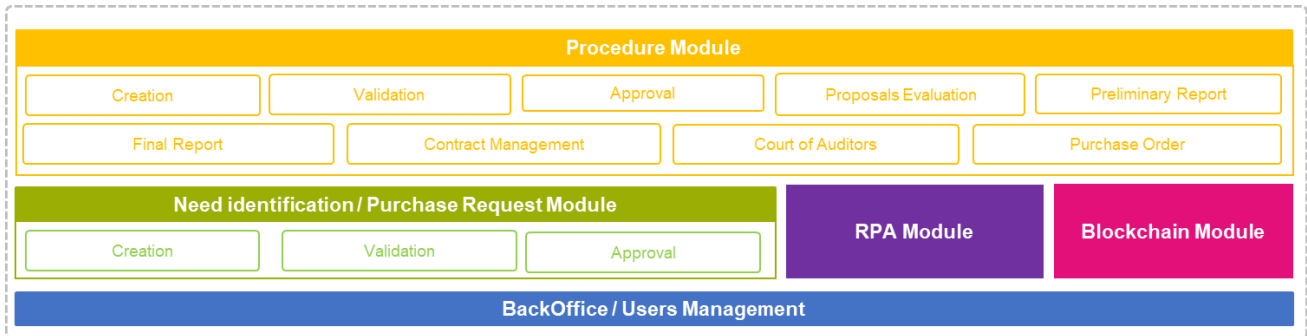 Procedure Module
Creation
Validation
Approval
Proposals Evaluation
Preliminary Report
Final Report
Contract Management
Court of Auditors
Purchase Order
Need identification / Purchase Request Module
RPA Module
Blockchain Module
Creation
Validation
Approval
BackOffice / Users Management